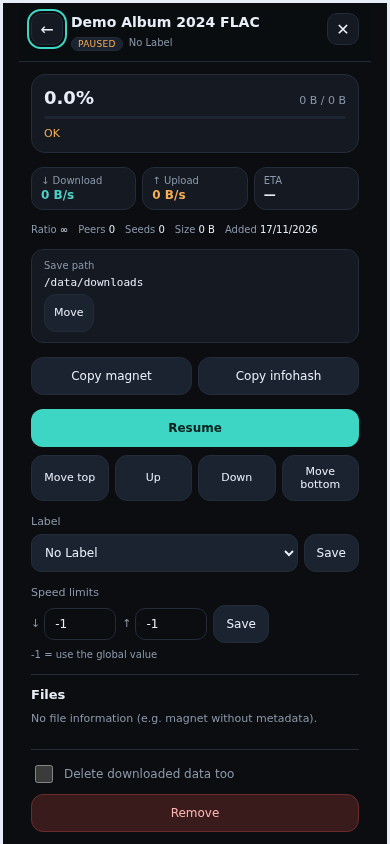 ← Demo Album 2024 FLAC ✕
PAUSED No Label
0.0% 0 B / 0 B
OK
↓ Download ↑ Upload ETA
0 B/s 0 B/s —
Ratio ∞ Peers 0 Seeds 0 Size 0 B Added 17/11/2026
Save path
/data/downloads
Move
Copy magnet Copy infohash
Resume
Move top Up Down Move bottom
Label
No Label Save
Speed limits
↓ -1 ↑ -1 Save
-1 = use the global value
Files
No file information (e.g. magnet without metadata).
Delete downloaded data too
Remove